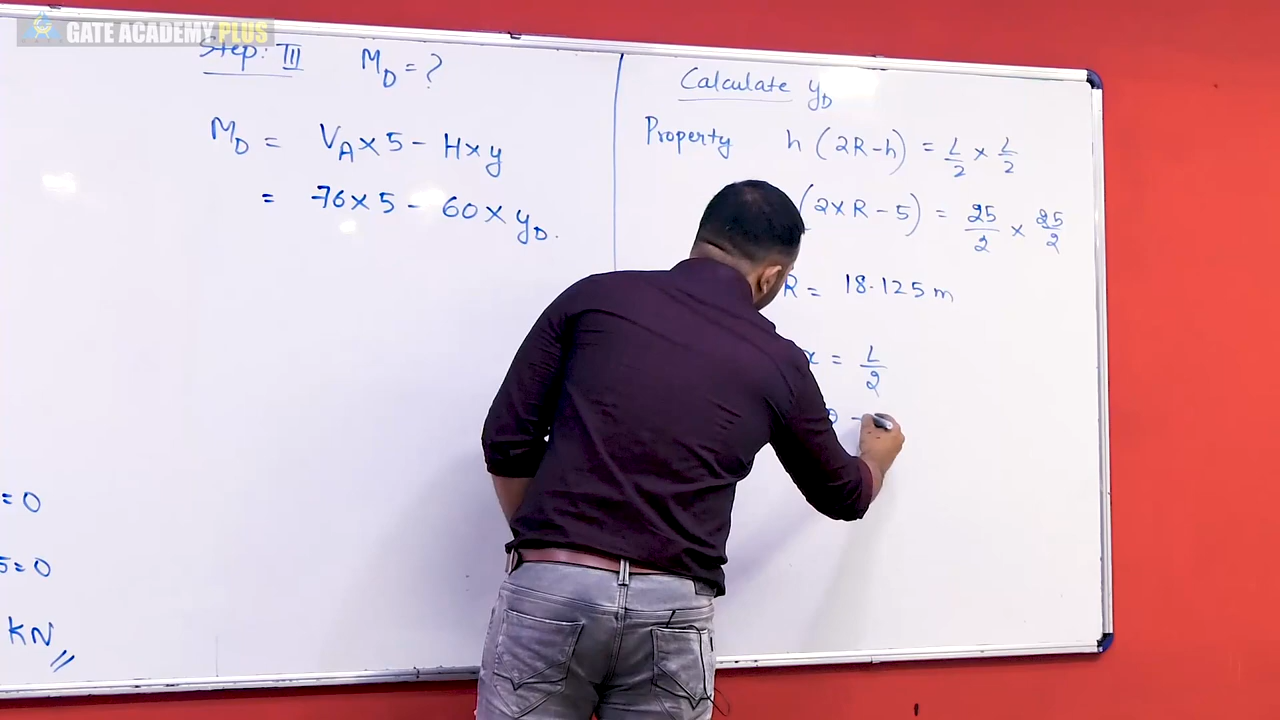 GATE ACADEMY PLUS
Step: III M_D = ?
M_D = V_A × 5 - H × y
= 76 × 5 - 60 × y_D.
= 0
5 = 0
kN
Calculate y_D
Property h (2R - h) = L/2 × L/2
(2 × R - 5) = 25/2 × 25/2
R = 18.125 m
x = L/2
θ